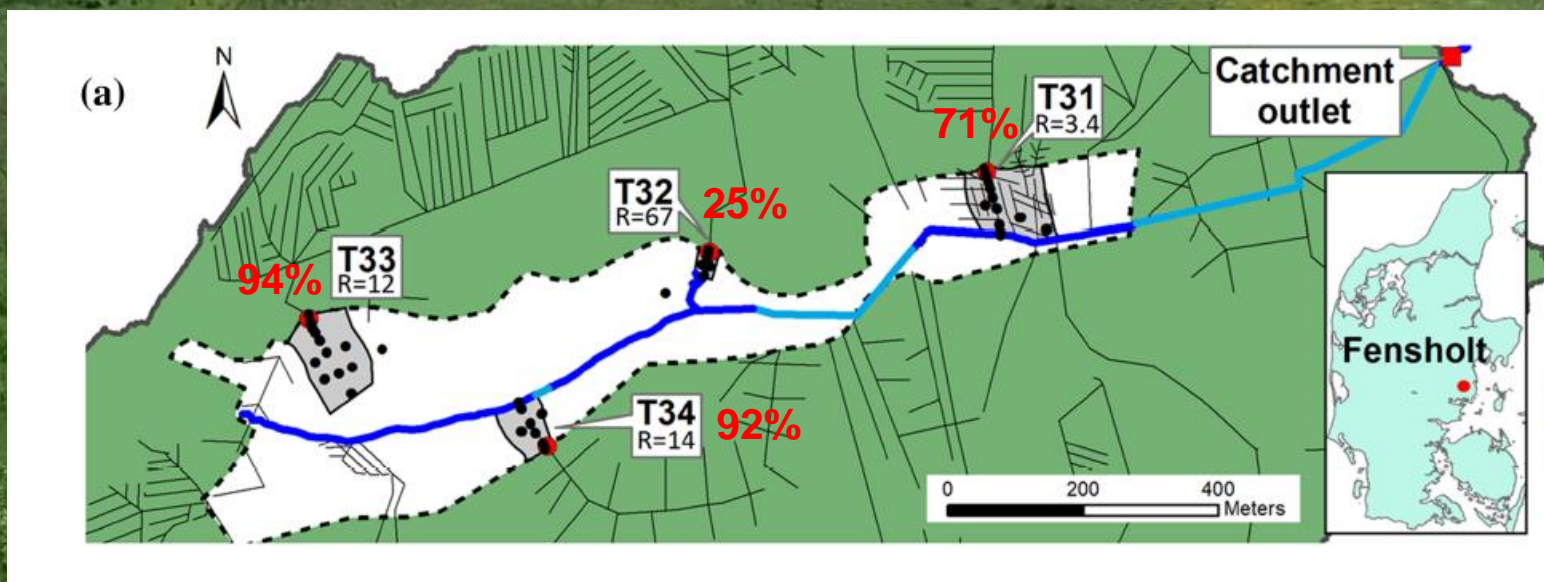 (a)
N
Catchment
outlet
T31
R=3.4
71%
T32
R=67
25%
T33
R=12
94%
Fensholt
T34
R=14
92%
0 200 400
Meters